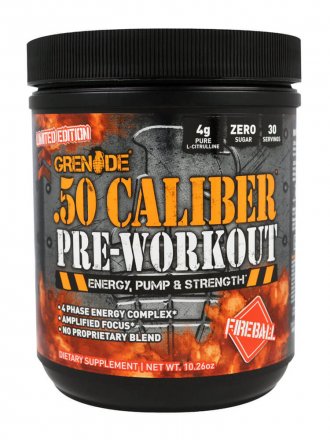 LIMITED EDITION
4g
PURE
L-CITRULLINE
ZERO
SUGAR
30
SERVINGS
GRENADE
.50 CALIBER
PRE-WORKOUT
ENERGY, PUMP & STRENGTH*
• 4 PHASE ENERGY COMPLEX*
• AMPLIFIED FOCUS*
• NO PROPRIETARY BLEND
FIREBALL
DIETARY SUPPLEMENT | NET WT. 10.26oz